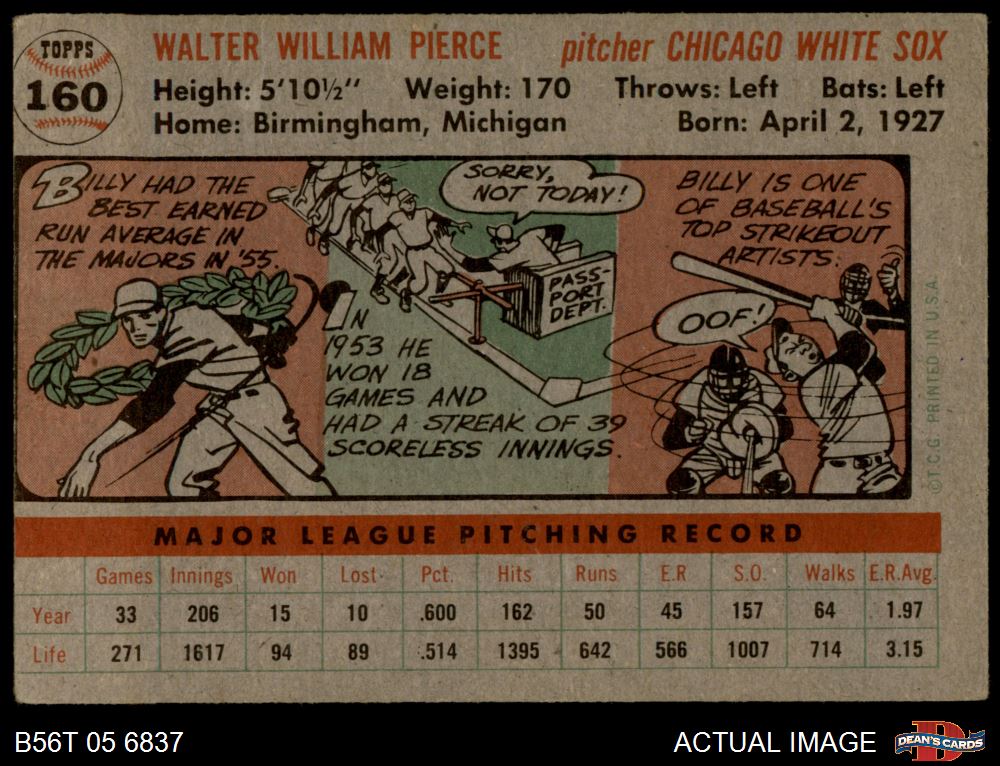 TOPPS
160
WALTER WILLIAM PIERCE pitcher CHICAGO WHITE SOX
Height: 5'10½" Weight: 170 Throws: Left Bats: Left
Home: Birmingham, Michigan Born: April 2, 1927
BILLY HAD THE
BEST EARNED
RUN AVERAGE IN
THE MAJORS IN '55.
SORRY,
NOT TODAY!
PASS-
PORT
DEPT.
IN
1953 HE
WON 18
GAMES AND
HAD A STREAK OF 39
SCORELESS INNINGS.
BILLY IS ONE
OF BASEBALL'S
TOP STRIKEOUT
ARTISTS.
OOF!
©T.C.G. PRINTED IN U.S.A.
MAJOR LEAGUE PITCHING RECORD
Games Innings Won Lost Pct. Hits Runs E.R S.O. Walks E.R.Avg.
Year 33 206 15 10 .600 162 50 45 157 64 1.97
Life 271 1617 94 89 .514 1395 642 566 1007 714 3.15
B56T 05 6837 ACTUAL IMAGE DEAN'S CARDS